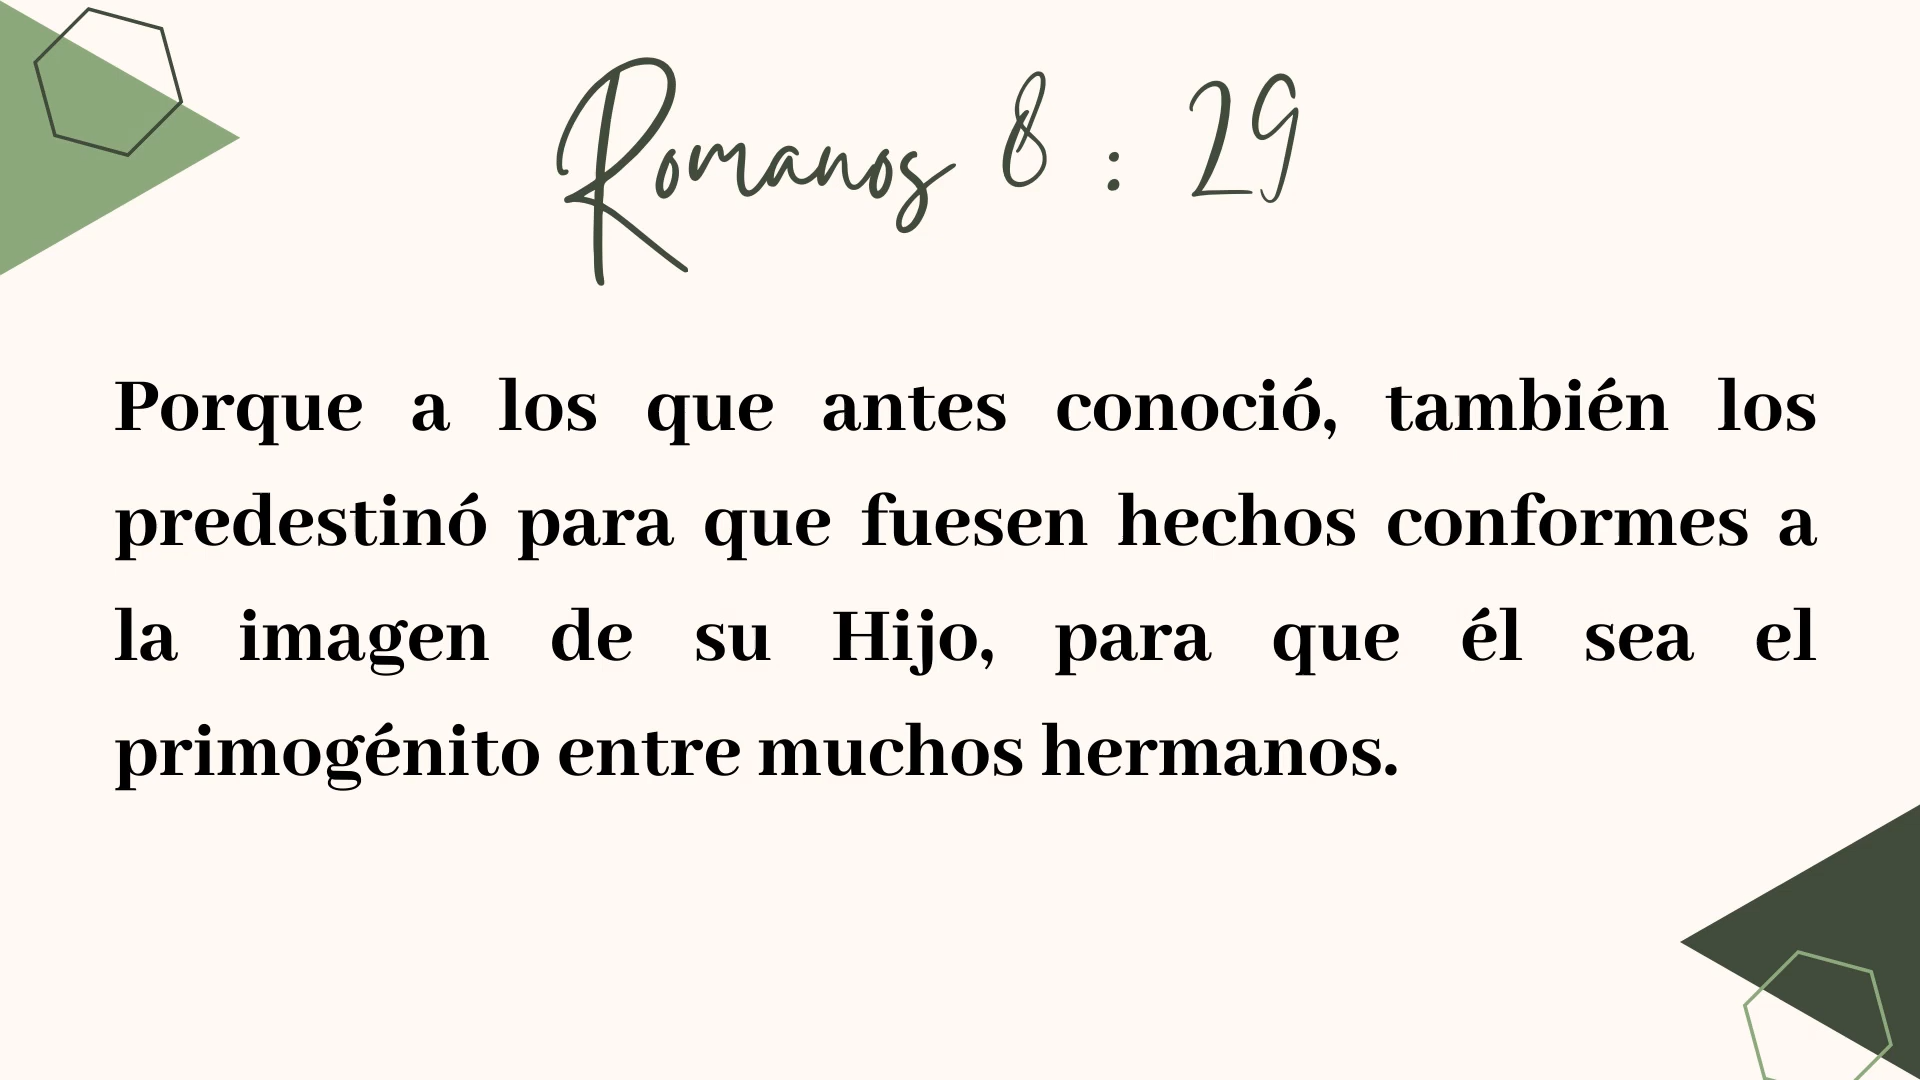 Romanos 8 : 29
Porque a los que antes conoció, también los
predestinó para que fuesen hechos conformes a
la imagen de su Hijo, para que él sea el
primogénito entre muchos hermanos.